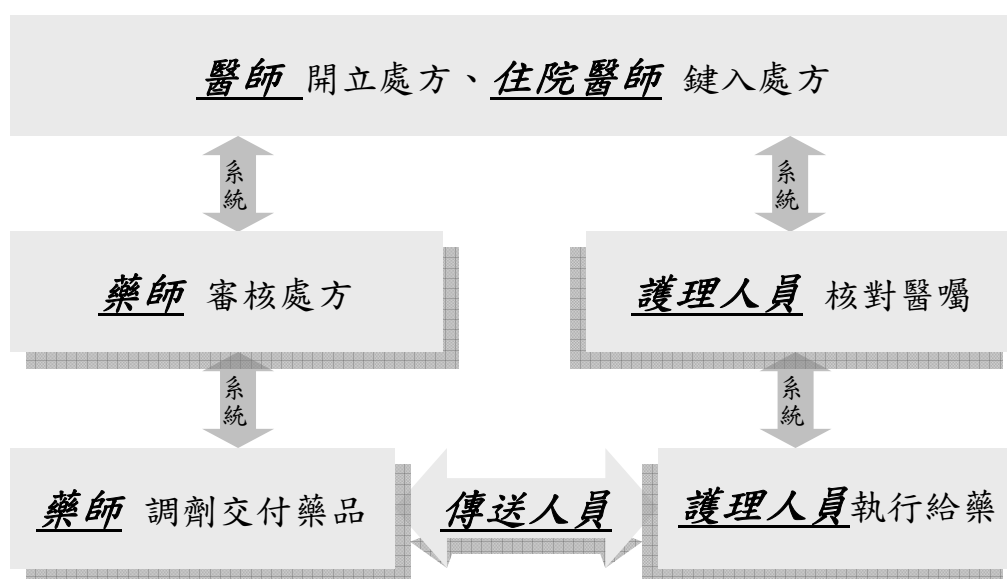 醫師 開立處方、住院醫師 鍵入處方
系統
系統
藥師 審核處方
護理人員 核對醫囑
系統
系統
藥師 調劑交付藥品
傳送人員
護理人員執行給藥